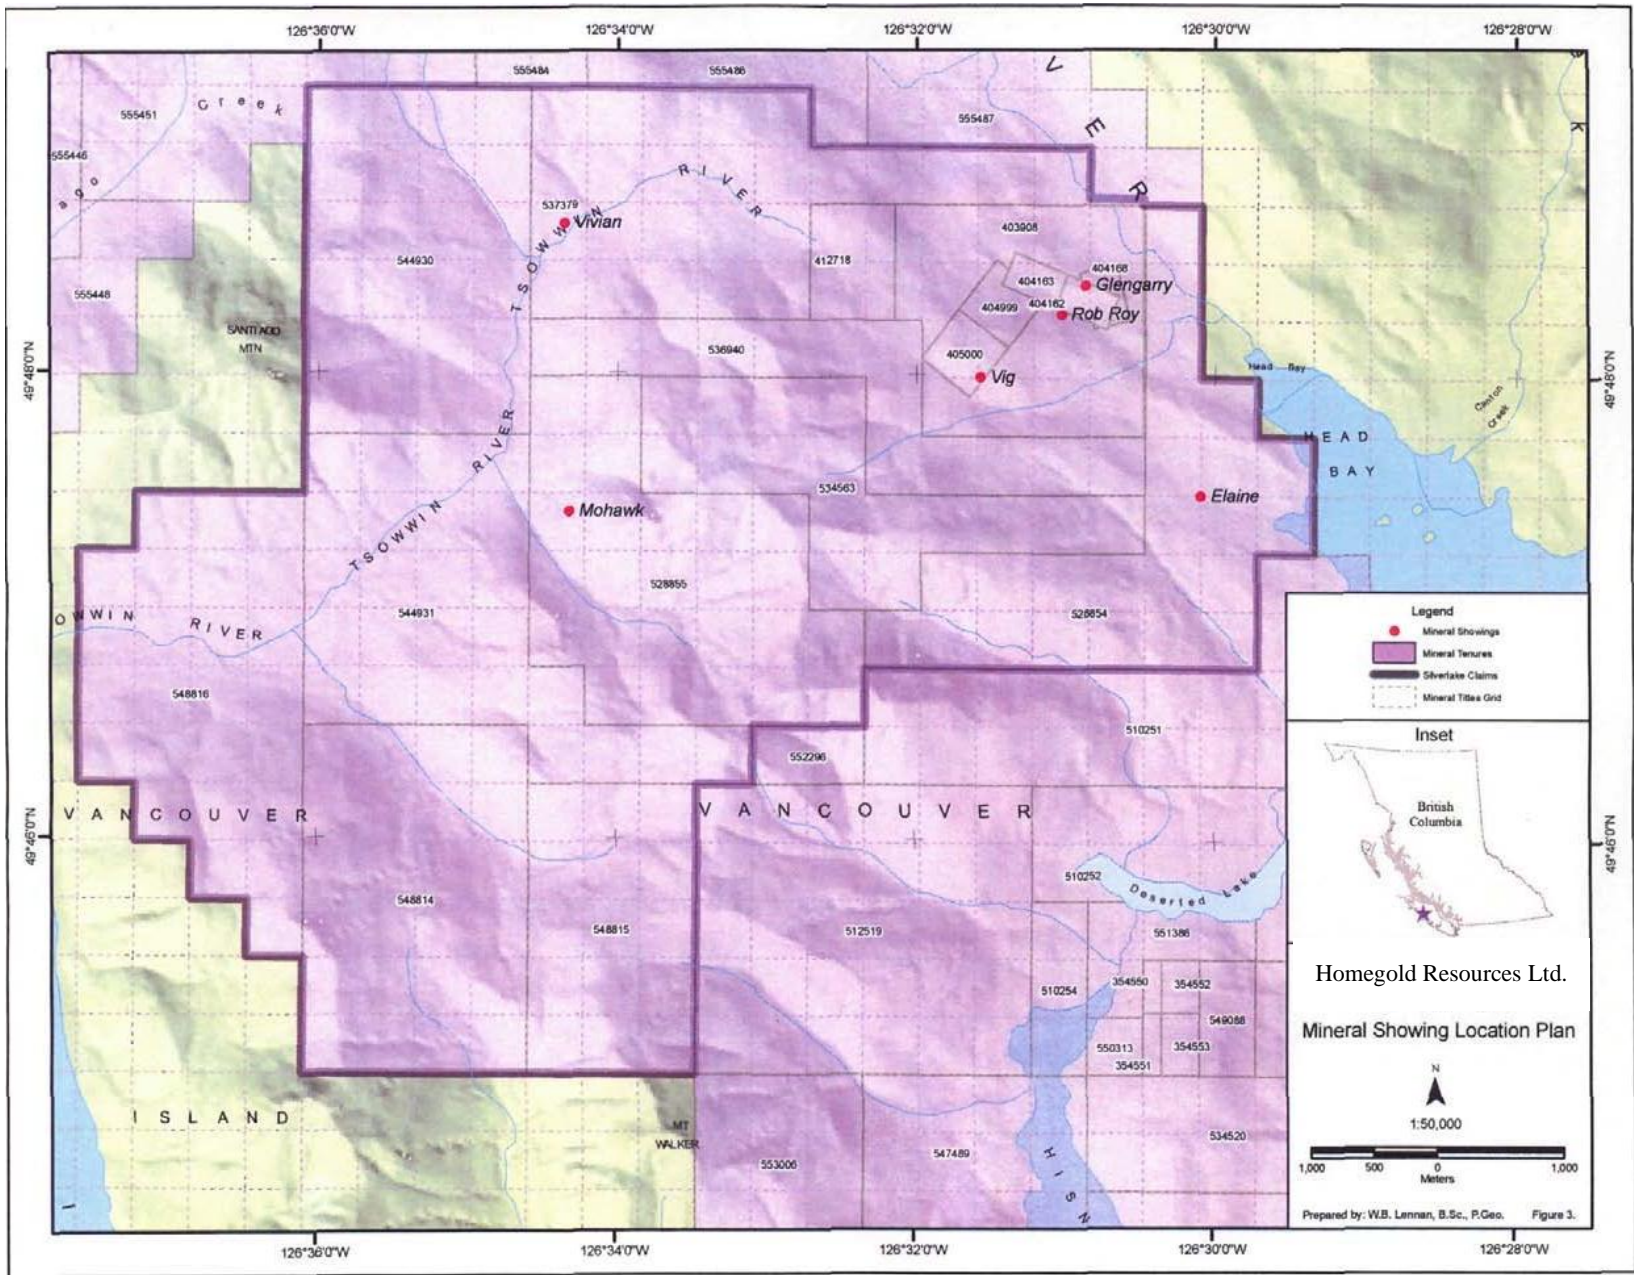 126°36'0"W
126°34'0"W
126°32'0"W
126°30'0"W
126°28'0"W
555484
555486
555451
Creek
555487
V
E
R
K
555446
ago
RIVER
537379
Vivian
TSOWWIN
403908
544930
412718
404168
404163
Glengarry
555448
404999
404162
Rob Roy
SANTIAGO
MTN
536940
405000
Vig
Head Bay
49°48'0"N
49°48'0"N
Canton
Creek
HEAD
BAY
RIVER
534563
Elaine
Mohawk
TSOWWIN
528855
OWWIN
RIVER
544931
528854
548816
510251
552296
VANCOUVER
VANCOUVER
49°46'0"N
49°46'0"N
510252
Deserted Lake
548814
548815
512519
551386
510254
354550
354552
549088
550313
354553
354551
ISLAND
MT
WALKER
534520
547489
553006
HISN
I
Legend
Mineral Showings
Mineral Tenures
Silverlake Claims
Mineral Titles Grid
Inset
British
Columbia
Homegold Resources Ltd.
Mineral Showing Location Plan
N
1:50,000
1,000 500 0 1,000
Meters
Prepared by: W.B. Lennan, B.Sc., P.Geo. Figure 3.
126°36'0"W
126°34'0"W
126°32'0"W
126°30'0"W
126°28'0"W